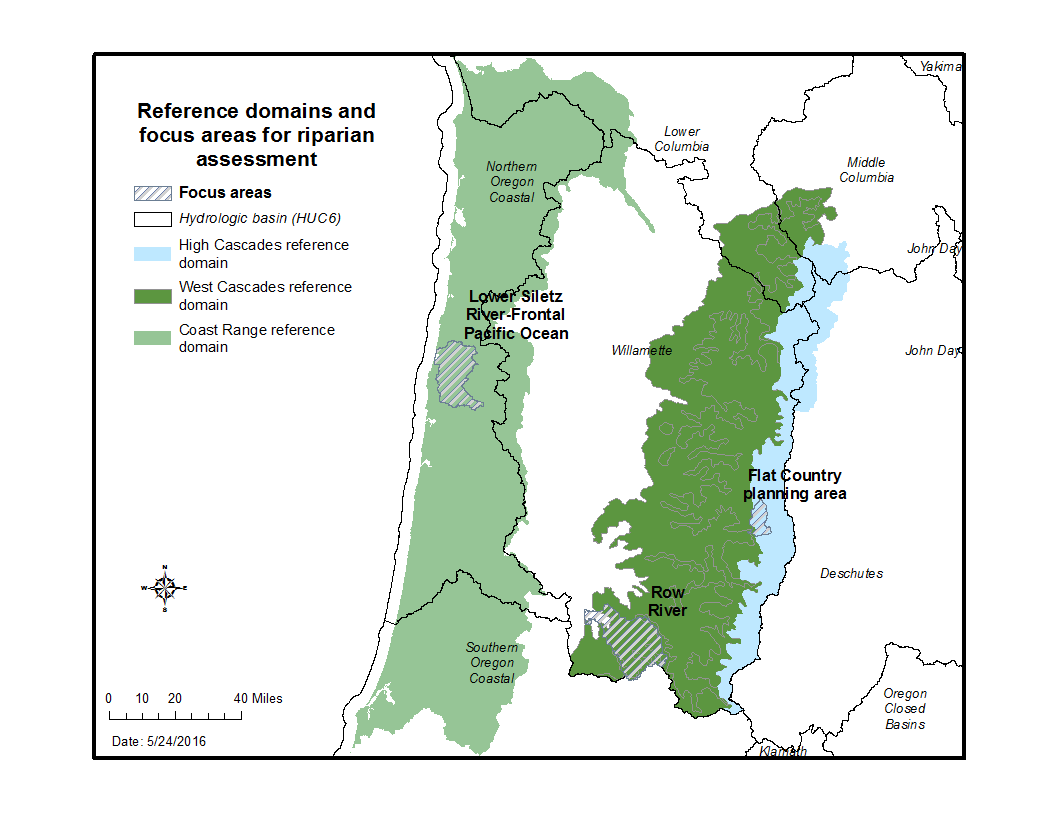 Reference domains and
focus areas for riparian
assessment
Focus areas
Hydrologic basin (HUC6)
High Cascades reference
domain
West Cascades reference
domain
Coast Range reference
domain
Yakima
Lower
Columbia
Middle
Columbia
Northern
Oregon
Coastal
John Day
Lower Siletz
River-Frontal
Pacific Ocean
Willamette
John Day
Flat Country
planning area
Deschutes
Row
River
Southern
Oregon
Coastal
Oregon
Closed
Basins
Klamath
N
W
E
S
0 10 20 40 Miles
Date: 5/24/2016